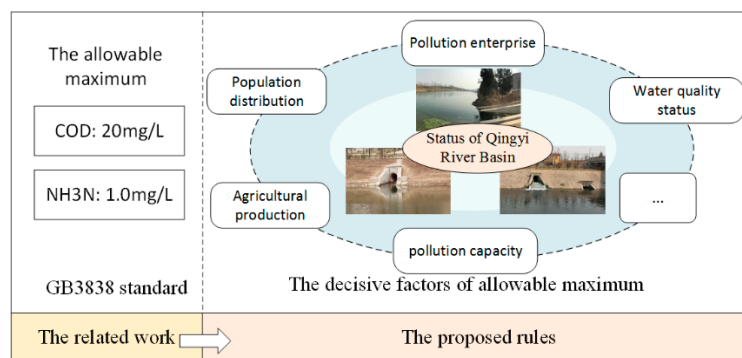 The allowable
maximum
COD: 20mg/L
NH3N: 1.0mg/L
GB3838 standard
Pollution enterprise
Population
distribution
Water quality
status
Status of Qingyi
River Basin
Agricultural
production
...
pollution capacity
The decisive factors of allowable maximum
The related work
The proposed rules